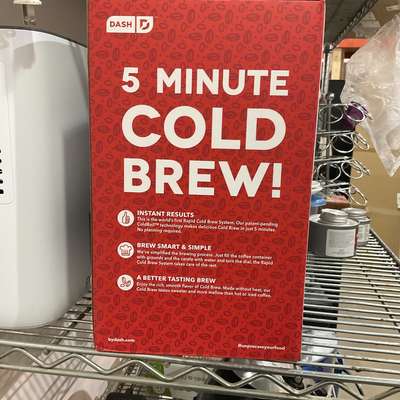 DASH
5 MINUTE
COLD
BREW!
INSTANT RESULTS
This is the world's first Rapid Cold Brew System. Our patent-pending
ColdBoil™ technology makes delicious Cold Brew in just 5 minutes.
No planning required.
BREW SMART & SIMPLE
We've simplified the brewing process. Just fill the coffee container
with grounds and the carafe with water and turn the dial, the Rapid
Cold Brew System takes care of the rest.
A BETTER TASTING BREW
Enjoy the rich, smooth flavor of Cold Brew. Made without heat, our
Cold Brew tastes sweeter and more mellow than hot or iced coffee.
bydash.com
#unprocessyourfood